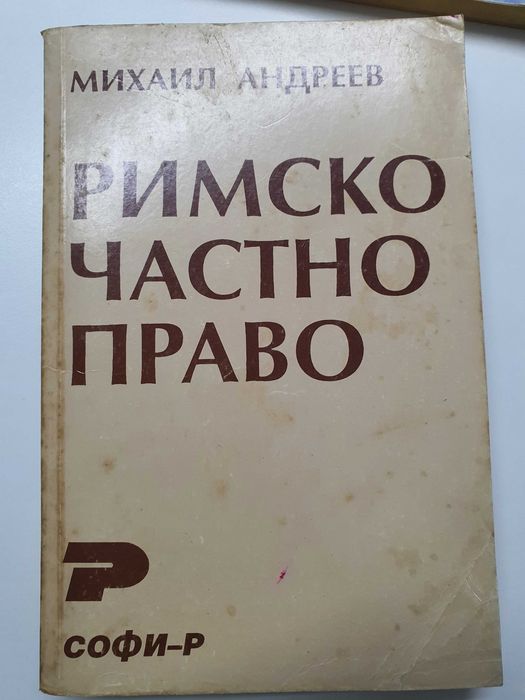 МИХАИЛ АНДРЕЕВ
РИМСКО
ЧАСТНО
ПРАВО
СОФИ-Р